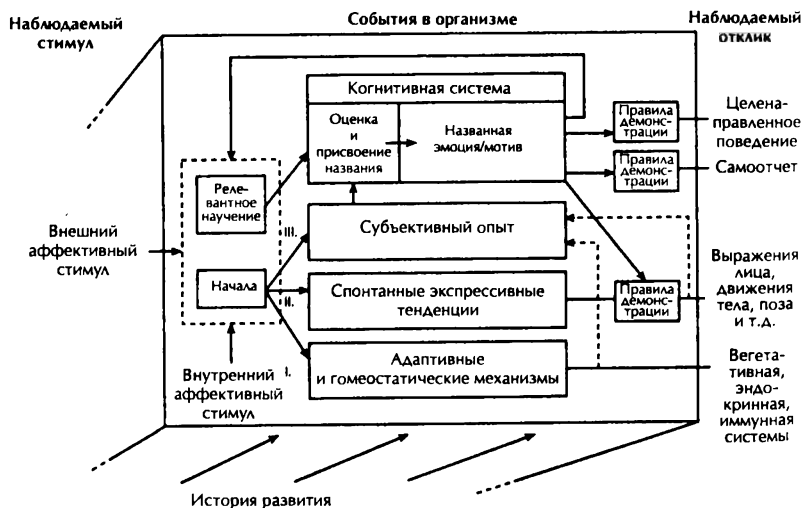 Наблюдаемый
стимул
События в организме
Наблюдаемый
отклик
Когнитивная система
Оценка
и
присвоение
названия
Названная
эмоция/мотив
Правила
демонс-
трации
Целена-
правленное
поведение
Правила
демонс-
трации
Самоотчет
Реле-
вантное
научение
III.
Субъективный опыт
Внешний
аффективный
стимул
Начала
II.
Спонтанные экспрессивные
тенденции
Правила
демонс-
трации
Выражения
лица,
движения
тела, поза
и т.д.
Внутренний
аффективный
стимул
I.
Адаптивные
и гомеостатические механизмы
Вегета-
тивная,
эндо-
кринная,
иммунная
системы
История развития